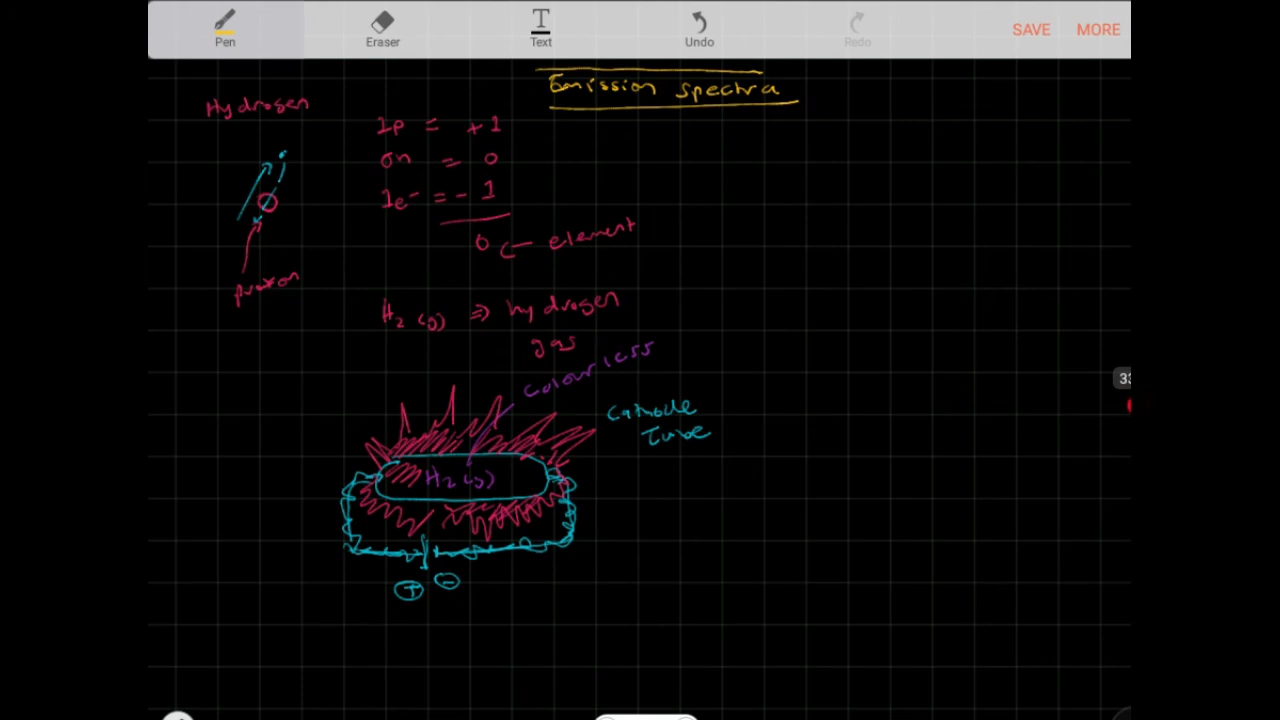 Pen
Eraser
Text
Undo
Redo
SAVE
MORE
Emission spectra
Hydrogen
1p = +1
0n = 0
1e⁻ = - 1
0 ← element
proton
H₂ (g) ⇒ hydrogen
gas
colourless
Cathode
Tube
H₂ (g)
+ -
33